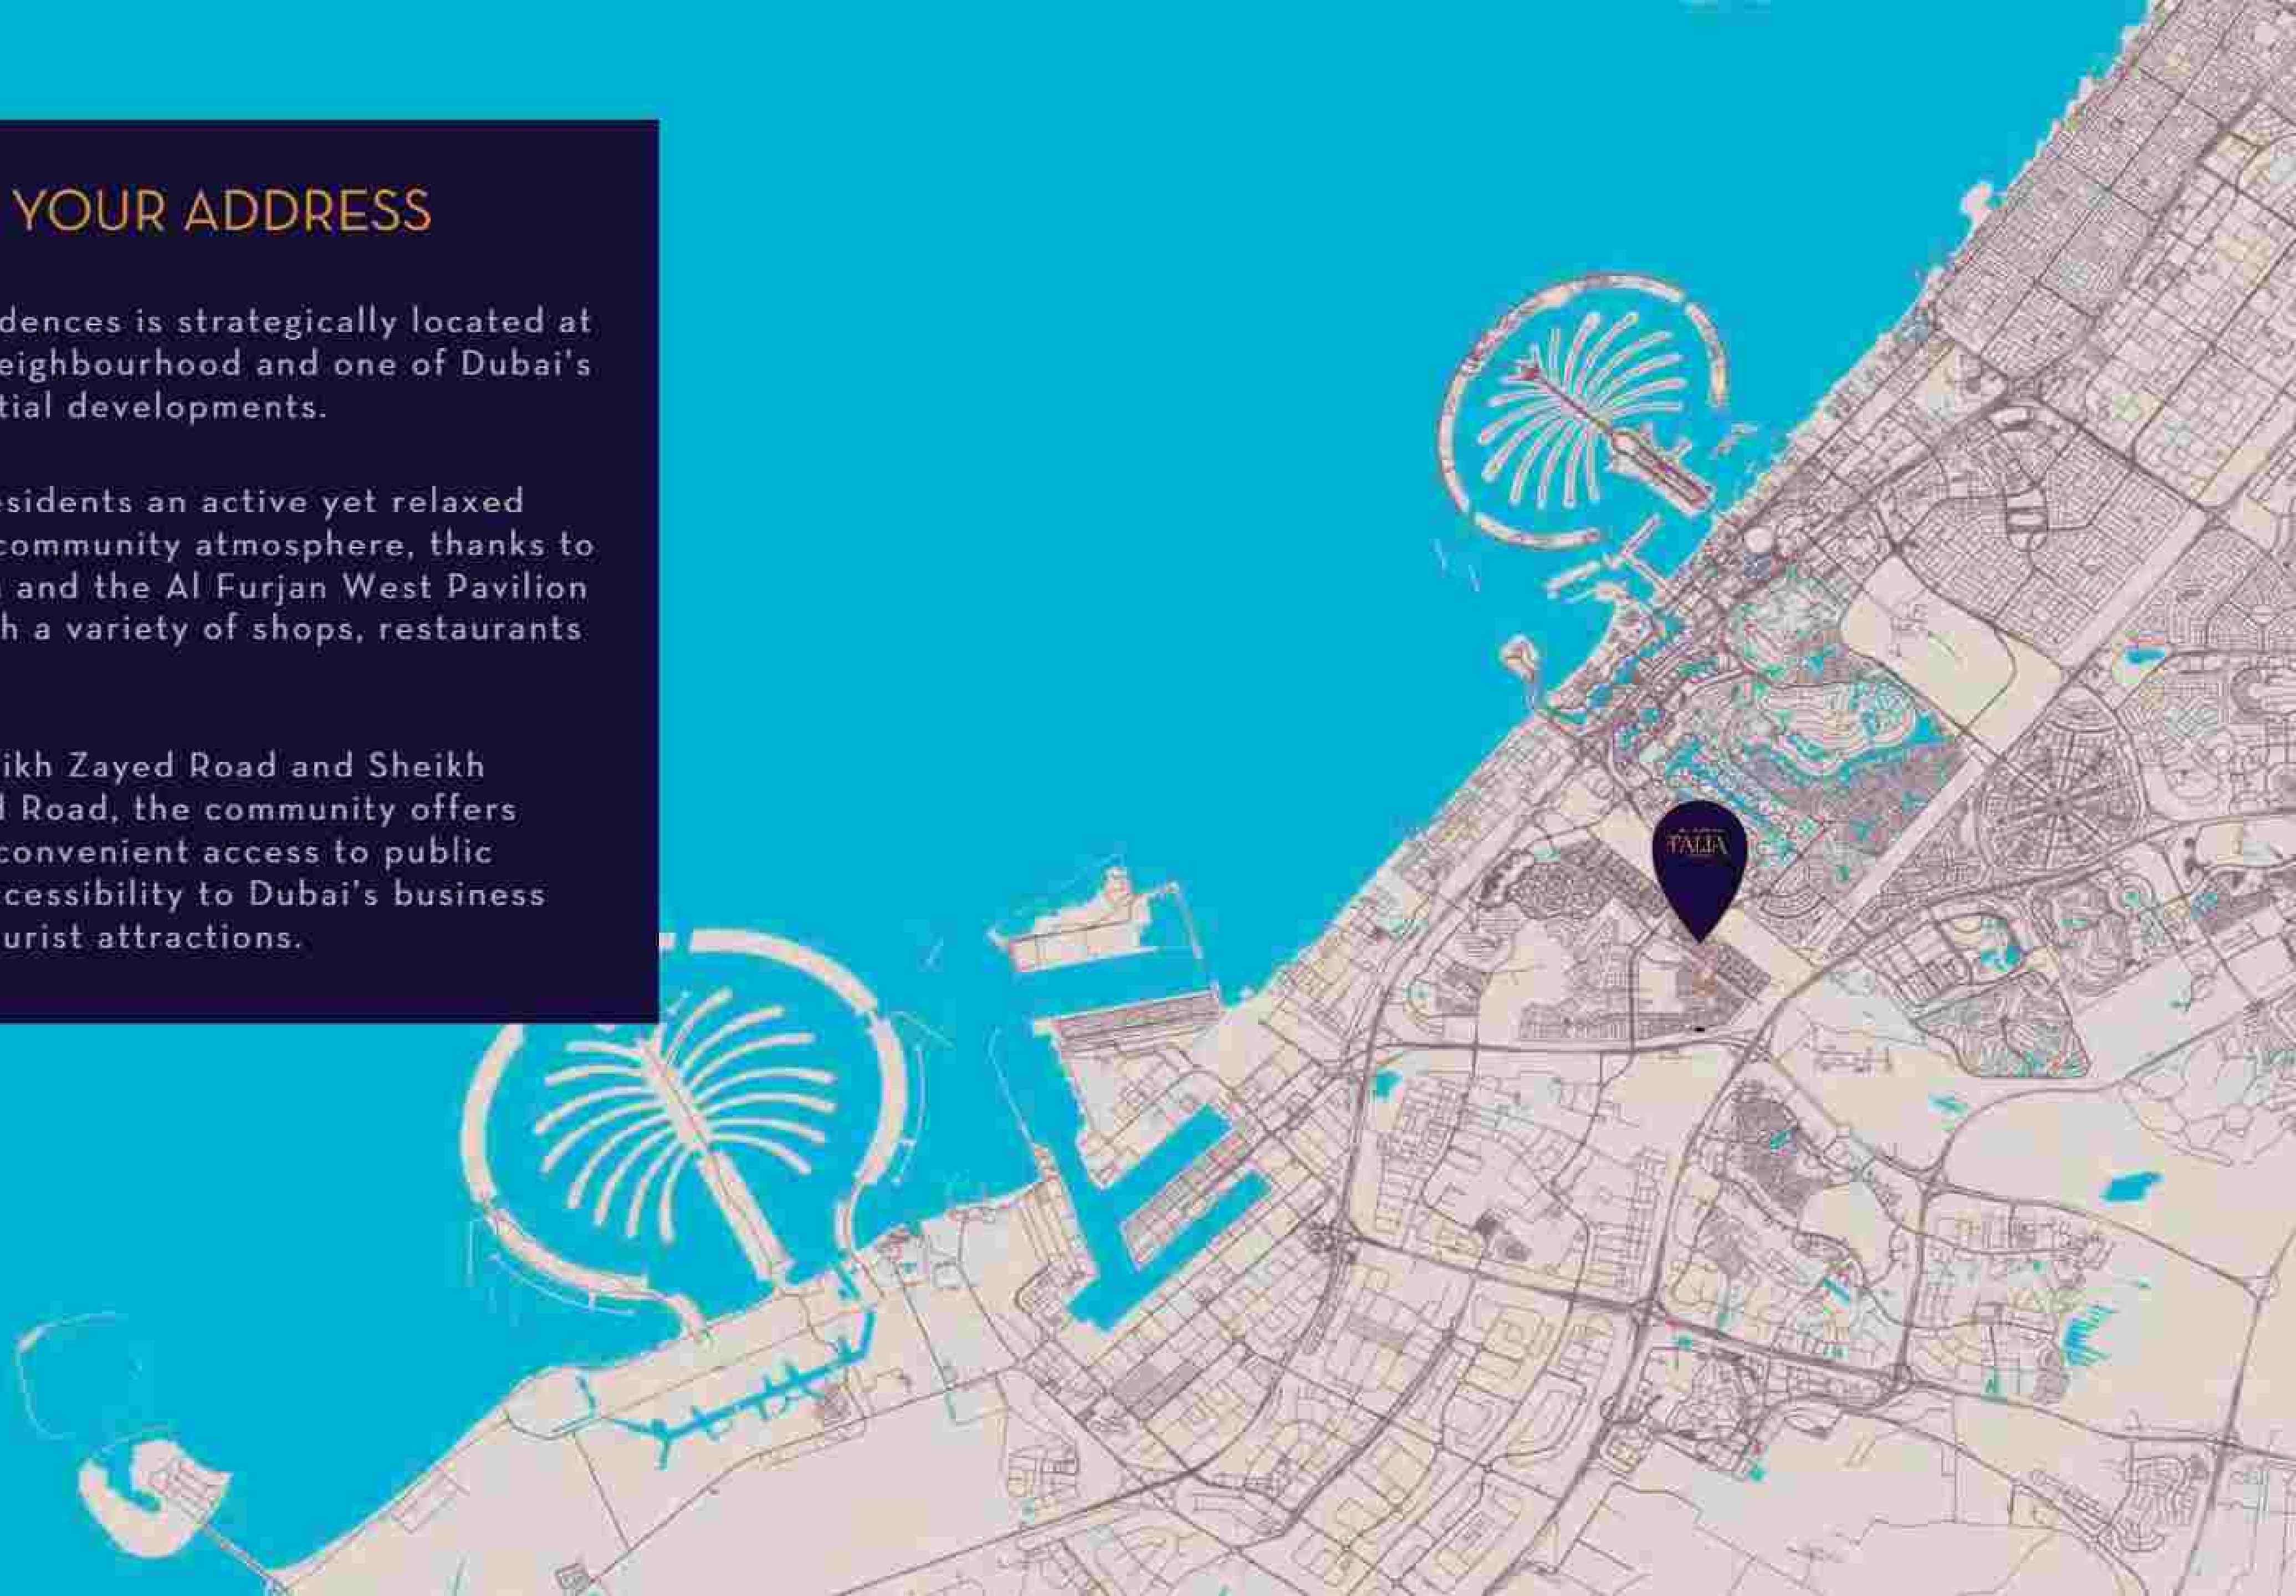 YOUR ADDRESS
dences is strategically located at
eighbourhood and one of Dubai's
tial developments.
esidents an active yet relaxed
community atmosphere, thanks to
and the Al Furjan West Pavilion
h a variety of shops, restaurants
ikh Zayed Road and Sheikh
d Road, the community offers
convenient access to public
cessibility to Dubai's business
urist attractions.
TALIA